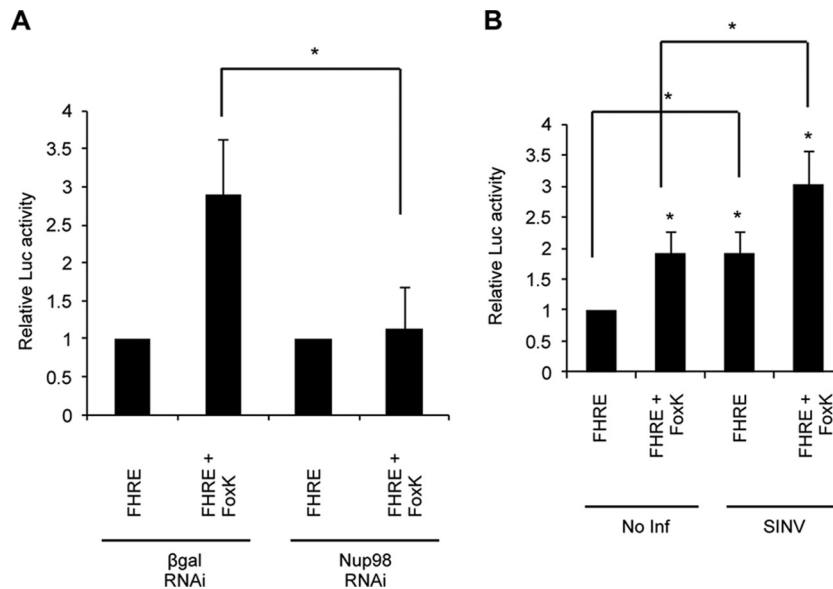 A
*
Relative Luc activity
4
3.5
3
2.5
2
1.5
1
0.5
0
FHRE
FHRE +
FoxK
FHRE
FHRE +
FoxK
βgal
RNAi
Nup98
RNAi
B
*
*
Relative Luc activity
4
3.5
3
2.5
2
1.5
1
0.5
0
*
*
*
FHRE
FHRE +
FoxK
FHRE
FHRE +
FoxK
No Inf
SINV